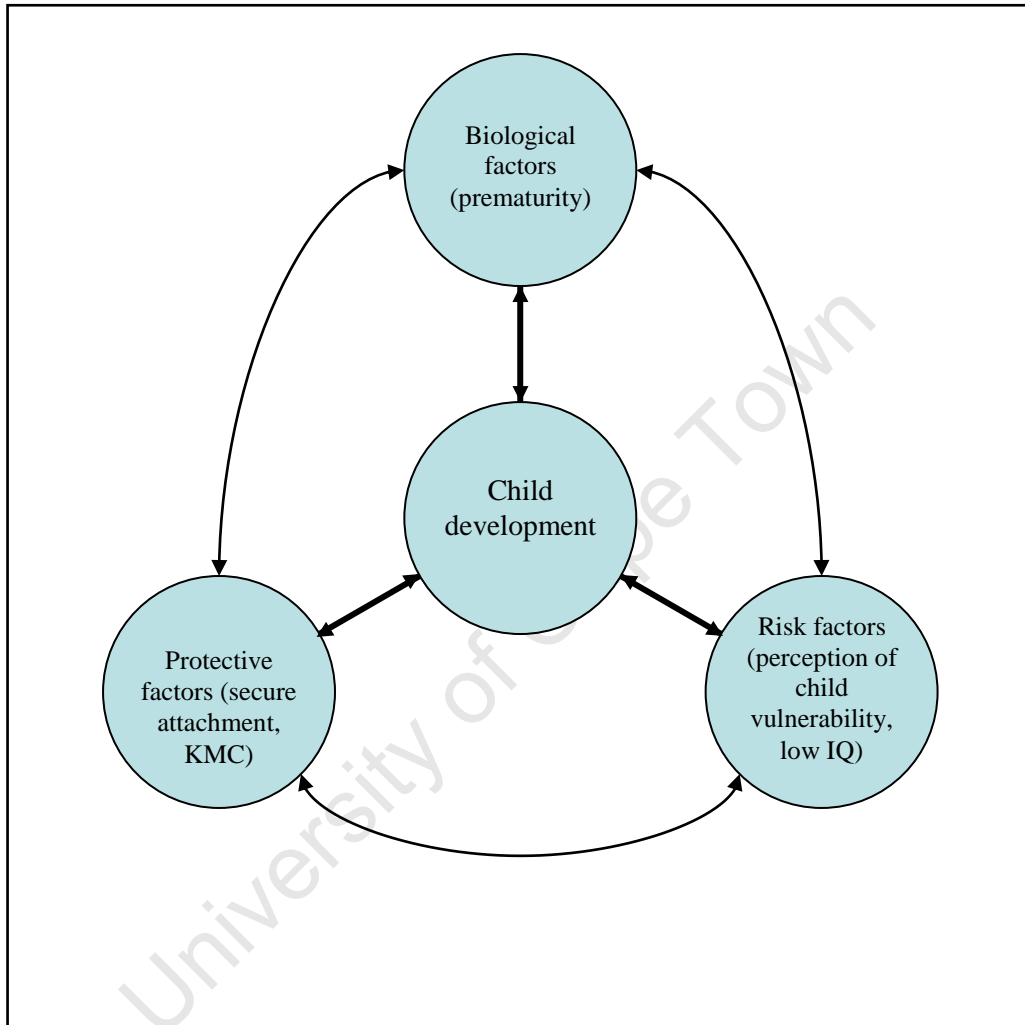 Biological
factors
(prematurity)
Child
development
Protective
factors (secure
attachment,
KMC)
Risk factors
(perception of
child
vulnerability,
low IQ)
University of Cape Town